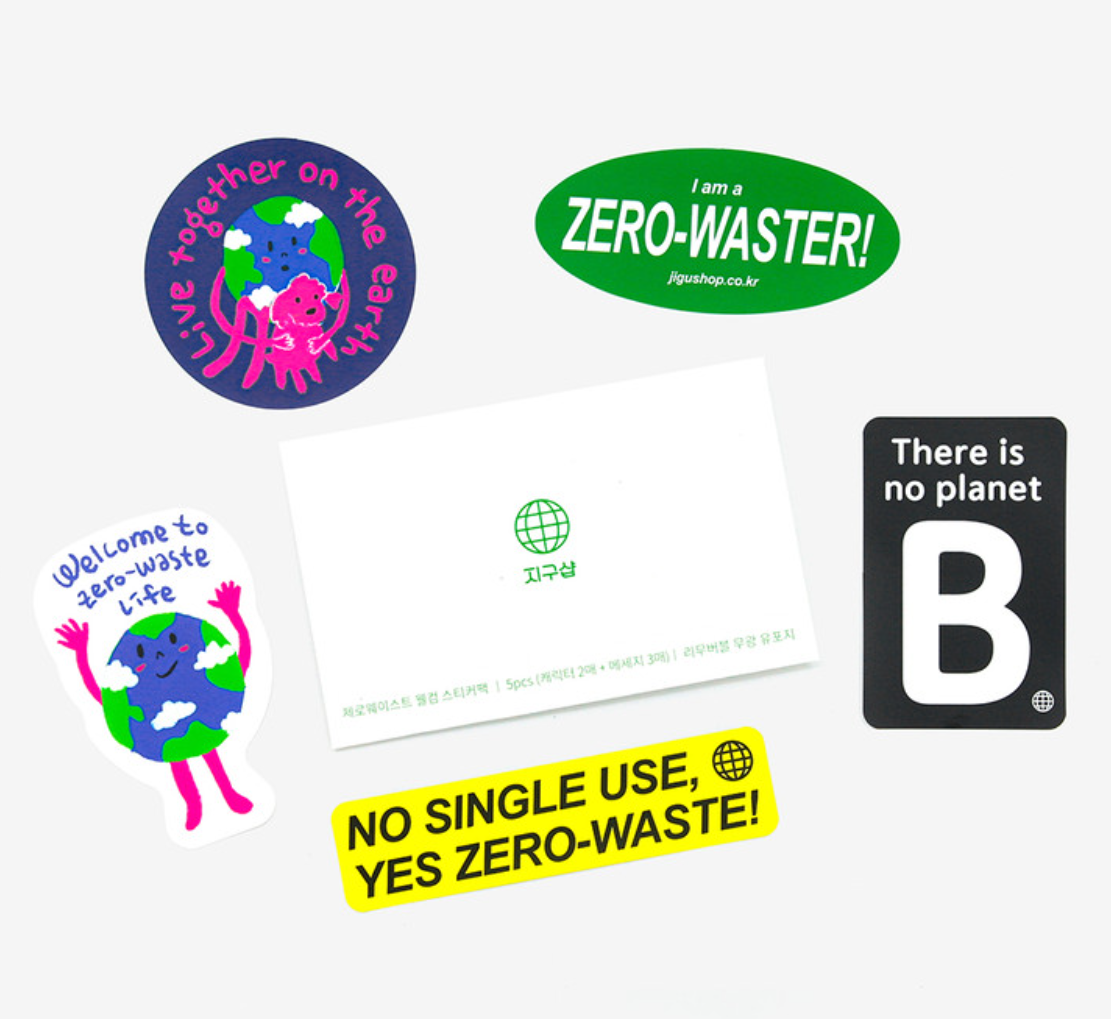 Live together on the earth
I am a
ZERO-WASTER!
jigushop.co.kr
There is
no planet
B
지구샵
제로웨이스트 웰컴 스티커팩 | 5pcs (캐릭터 2매 + 메세지 3매) | 리무버블 무광 유포지
Welcome to
zero-waste
Life
NO SINGLE USE,
YES ZERO-WASTE!